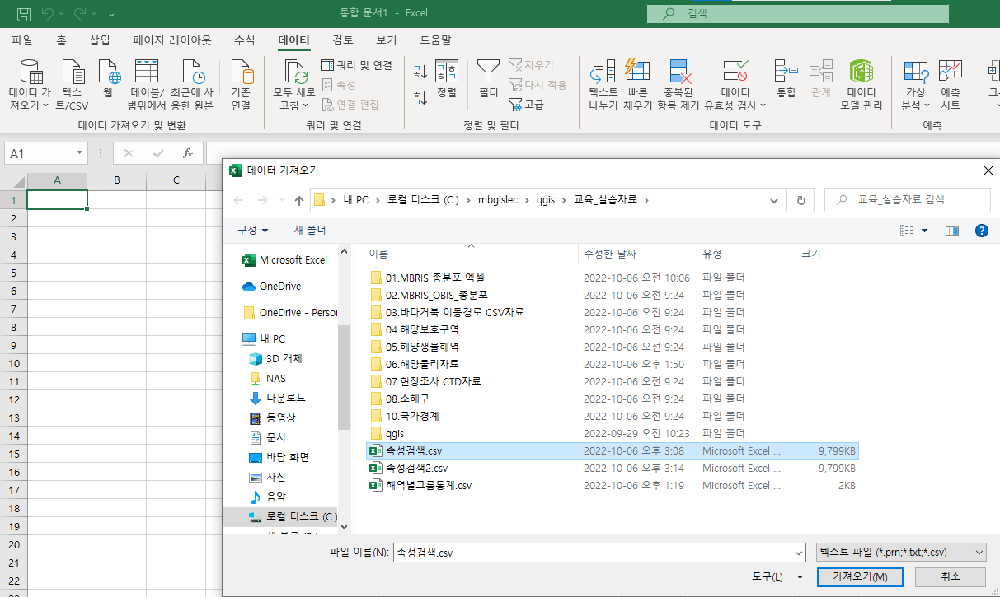 통합 문서1 - Excel
검색
파일 홈 삽입 페이지 레이아웃 수식 데이터 검토 보기 도움말
데이터 가져오기 텍스트/CSV 웹 테이블/범위에서 최근에 사용한 원본 기존 연결
데이터 가져오기 및 변환
모두 새로 고침 쿼리 및 연결 속성 연결 편집
쿼리 및 연결
정렬 필터 지우기 다시 적용 고급
정렬 및 필터
텍스트 나누기 빠른 채우기 중복된 항목 제거 데이터 유효성 검사 통합 관계 데이터 모델 관리
데이터 도구
가상 분석 예측 시트
예측
A1
fx
A B C
1
2
3
4
5
6
7
8
9
10
11
12
13
14
15
16
17
18
19
20
21
22
데이터 가져오기
내 PC > 로컬 디스크 (C:) > mbgislec > qgis > 교육_실습자료 >
교육_실습자료 검색
구성 새 폴더
Microsoft Excel
OneDrive
OneDrive - Person
내 PC
3D 개체
NAS
다운로드
동영상
문서
바탕 화면
사진
음악
로컬 디스크 (C:)
이름 수정한 날짜 유형 크기
01.MBRIS 종분포 엑셀 2022-10-06 오전 10:06 파일 폴더
02.MBRIS_OBIS_종분포 2022-10-06 오전 9:24 파일 폴더
03.바다거북 이동경로 CSV자료 2022-10-06 오전 9:24 파일 폴더
04.해양보호구역 2022-10-06 오전 9:24 파일 폴더
05.해양생물해역 2022-10-06 오전 9:24 파일 폴더
06.해양물리자료 2022-10-06 오후 1:50 파일 폴더
07.현장조사 CTD자료 2022-10-06 오전 9:24 파일 폴더
08.소해구 2022-10-06 오전 9:24 파일 폴더
10.국가경계 2022-10-06 오전 9:24 파일 폴더
qgis 2022-09-29 오전 10:23 파일 폴더
속성검색.csv 2022-10-06 오후 3:08 Microsoft Excel ... 9,799KB
속성검색2.csv 2022-10-06 오후 3:14 Microsoft Excel ... 9,799KB
해역별그룹통계.csv 2022-10-06 오후 1:19 Microsoft Excel ... 2KB
파일 이름(N): 속성검색.csv 텍스트 파일 (*.prn;*.txt;*.csv)
도구(L) 가져오기(M) 취소